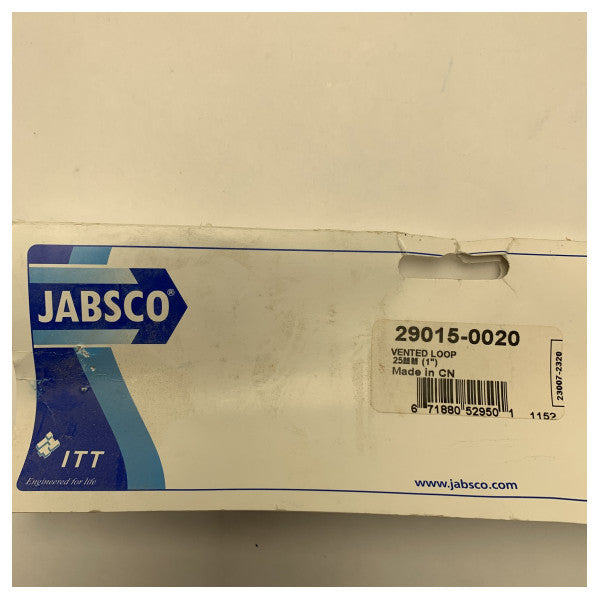 JABSCO®
29015-0020
VENTED LOOP
25MM (1")
Made in CN
23007-2320
6 71880 52950 1
1152
ITT
Engineered for life
www.jabsco.com